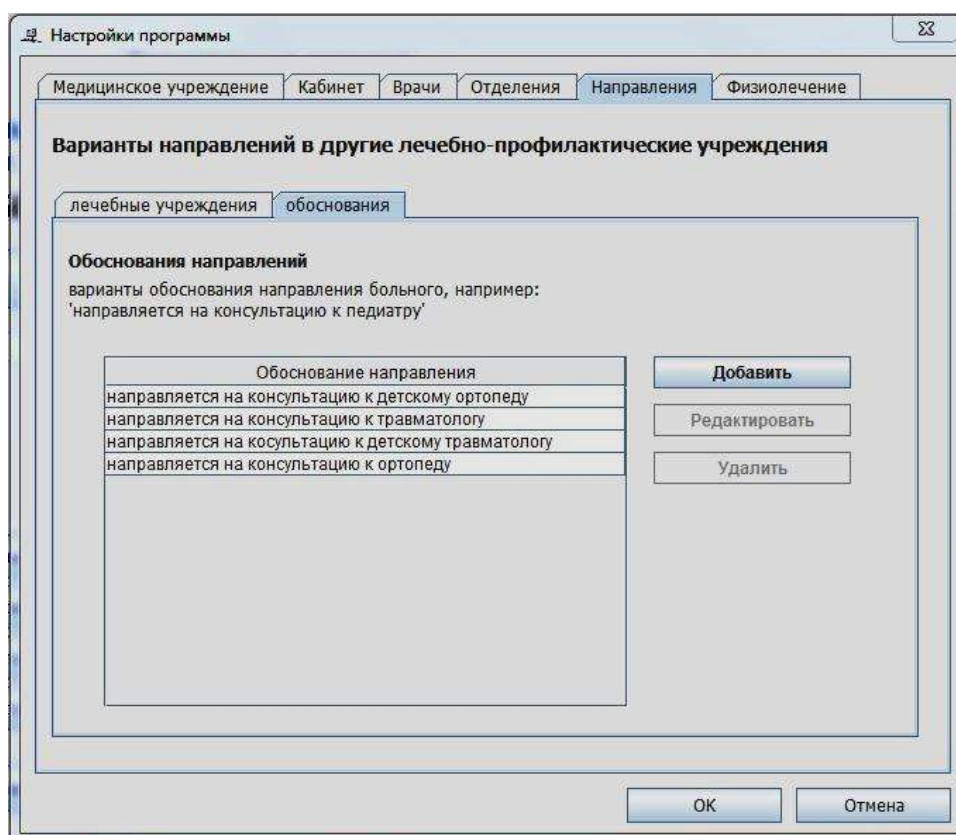 Настройки программы
Медицинское учреждение Кабинет Врачи Отделения Направления Физиолечение
Варианты направлений в другие лечебно-профилактические учреждения
лечебные учреждения обоснования
Обоснования направлений
варианты обоснования направления больного, например:
'направляется на консультацию к педиатру'
Обоснование направления
направляется на консультацию к детскому ортопеду
направляется на консультацию к травматологу
направляется на косультацию к детскому травматологу
направляется на консультацию к ортопеду
Добавить
Редактировать
Удалить
ОК Отмена